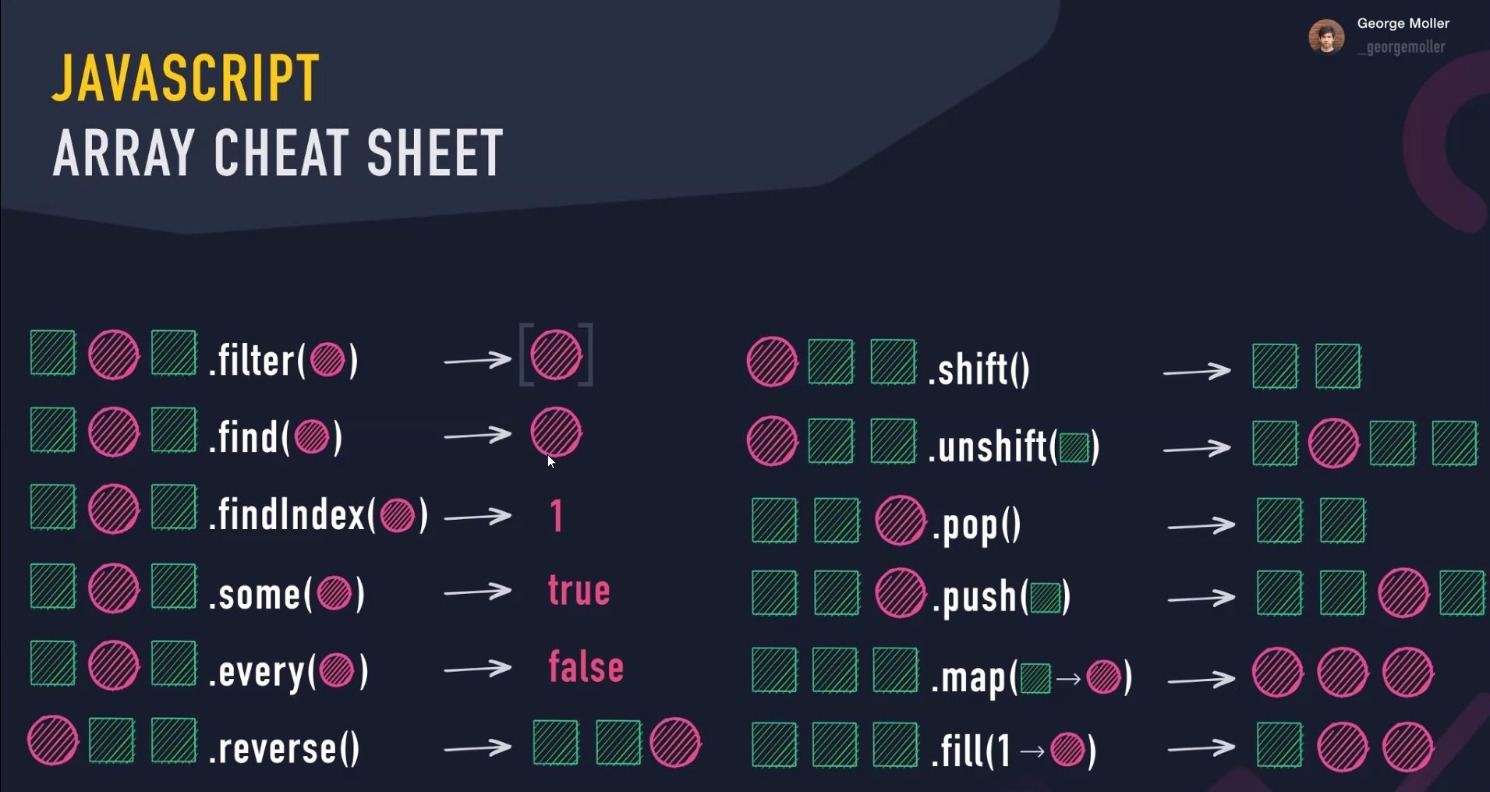 George Moller
_georgemoller
JAVASCRIPT
ARRAY CHEAT SHEET
.filter( )
[ ]
.find( )
.findIndex( )
1
.some( )
true
.every( )
false
.reverse()
.shift()
.unshift( )
.pop()
.push( )
.map( → )
.fill(1 → )